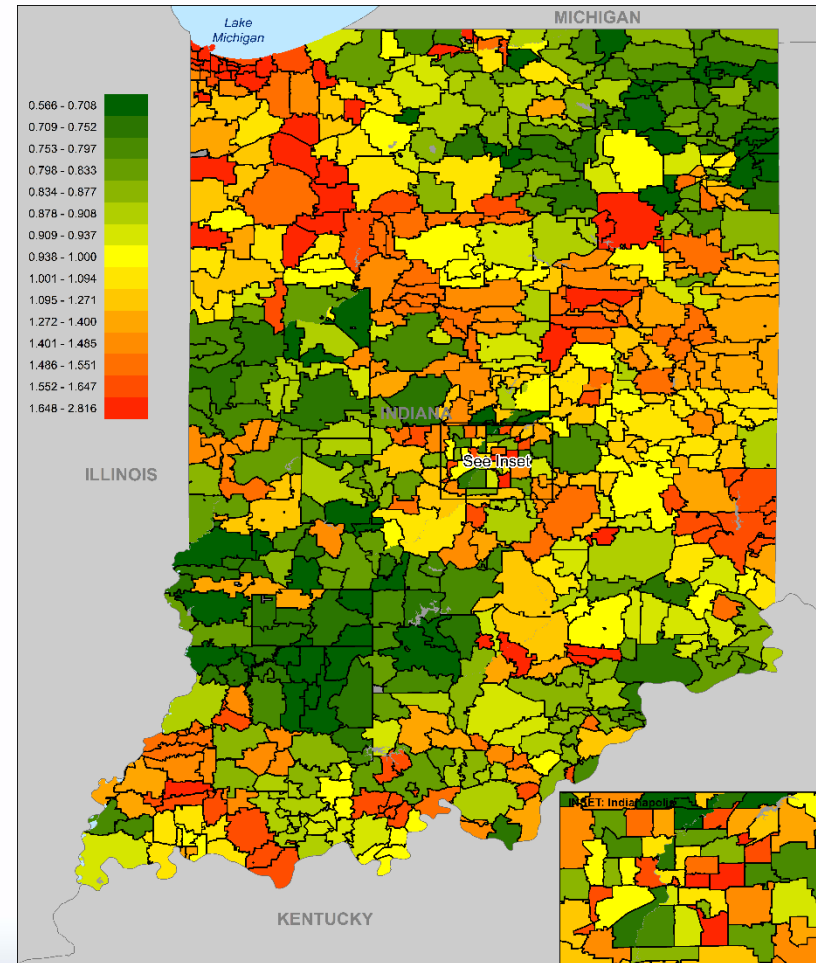 MICHIGAN
Lake
Michigan
0.566 - 0.708
0.709 - 0.752
0.753 - 0.797
0.798 - 0.833
0.834 - 0.877
0.878 - 0.908
0.909 - 0.937
0.938 - 1.000
1.001 - 1.094
1.095 - 1.271
1.272 - 1.400
1.401 - 1.485
1.486 - 1.551
1.552 - 1.647
1.648 - 2.816
INDIANA
See Inset
ILLINOIS
INSET: Indianapolis
KENTUCKY